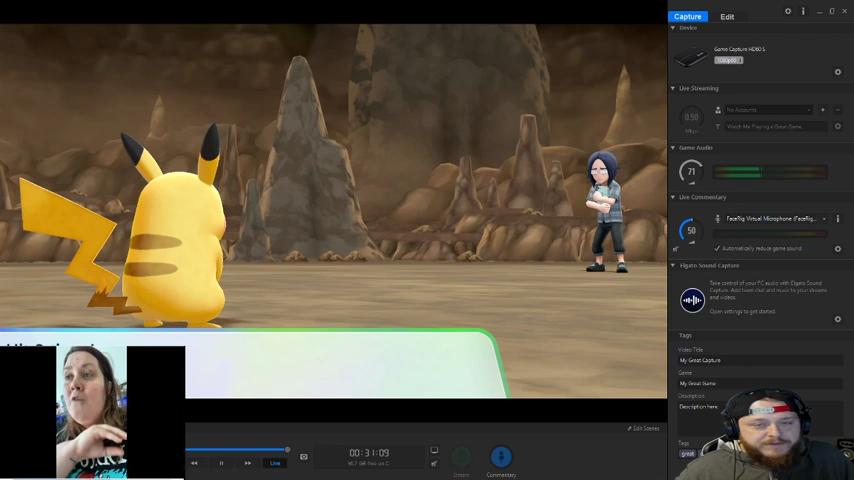 Capture
Edit
Device
Game Capture HD60 S
Live Streaming
0.50
Mbps
No Accounts
Watch Me Playing a Great Game
Game Audio
71
Live Commentary
50
FaceRig Virtual Microphone (FaceRig...
Automatically reduce game sound
Elgato Sound Capture
Take control of your PC audio with Elgato Sound
Capture. Add team chat and music to your streams
and videos.
Open settings to get started.
Tags
Video Title
My Great Capture
Game
My Great Game
Description
Description here
Tags
great
Edit Scenes
Live
00:31:09
Stream
Commentary